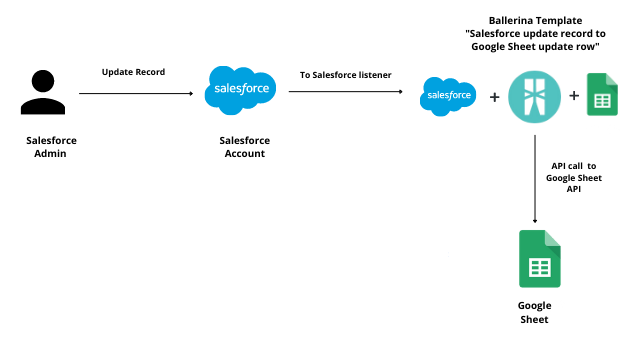 Ballerina Template
"Salesforce update record to
Google Sheet update row"
Update Record
To Salesforce listener
salesforce
salesforce
+
+
Salesforce
Admin
Salesforce
Account
API call to
Google Sheet
API
Google
Sheet